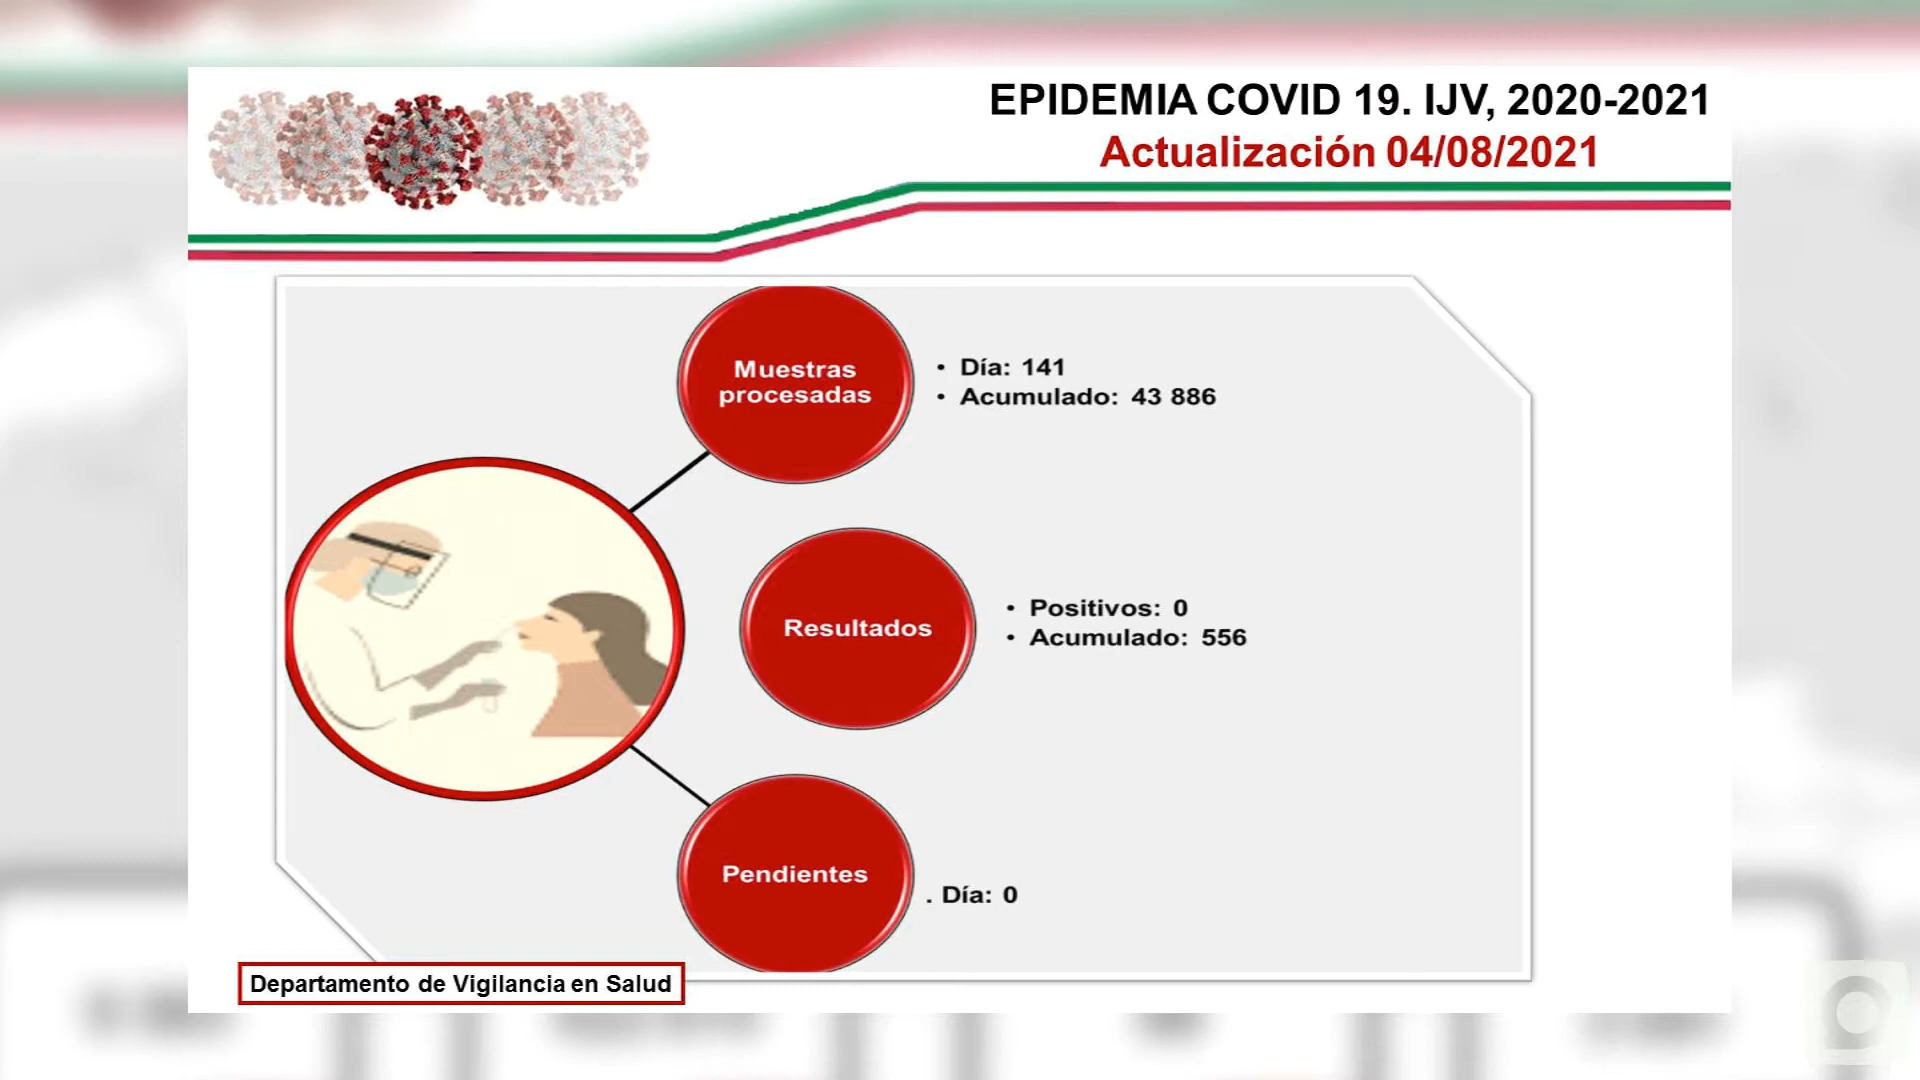 EPIDEMIA COVID 19. IJV, 2020-2021
Actualización 04/08/2021
Muestras
procesadas
• Día: 141
• Acumulado: 43 886
Resultados
• Positivos: 0
• Acumulado: 556
Pendientes
. Día: 0
Departamento de Vigilancia en Salud